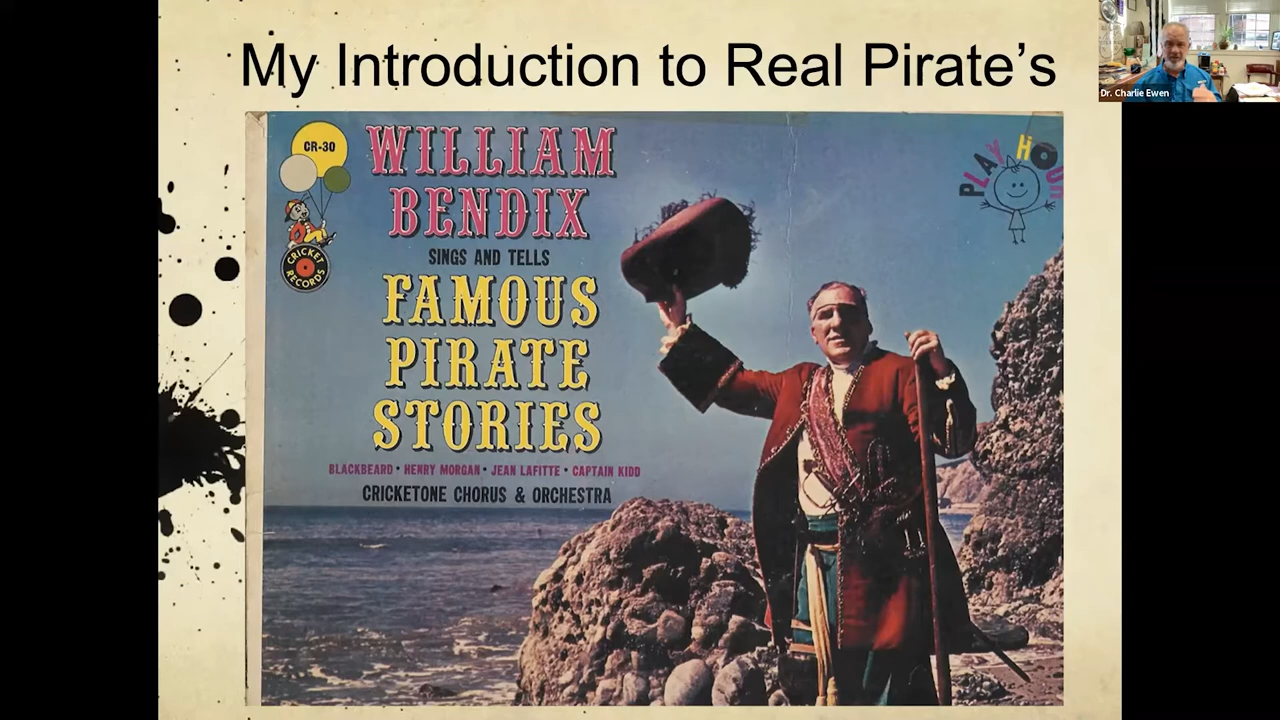 My Introduction to Real Pirate’s
Dr. Charlie Ewen
CR-30
WILLIAM
BENDIX
SINGS AND TELLS
FAMOUS
PIRATE
STORIES
BLACKBEARD • HENRY MORGAN • JEAN LAFITTE • CAPTAIN KIDD
CRICKETONE CHORUS & ORCHESTRA
CRICKET
RECORDS
PLAY HOUR